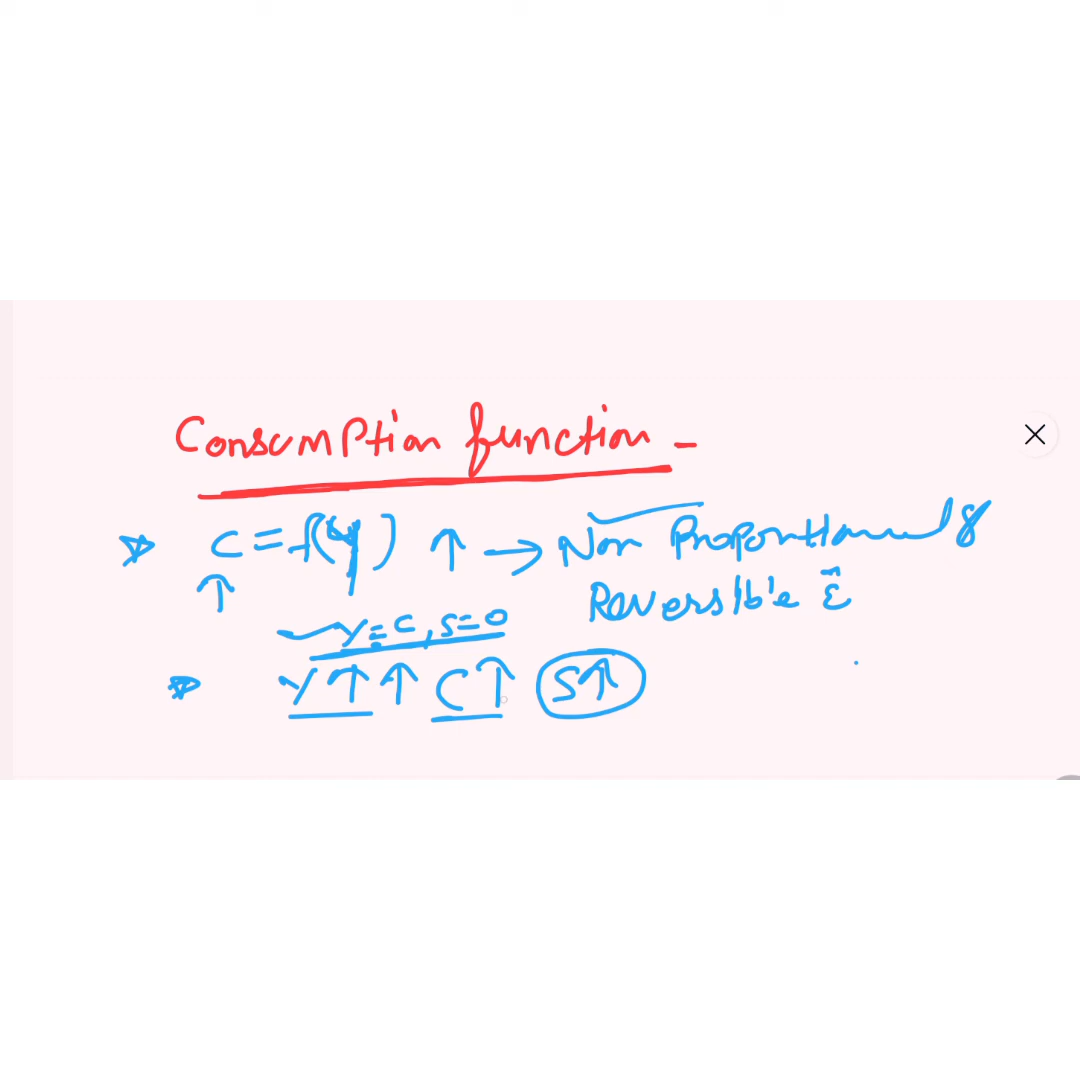 Consumption function -
C = f(Y) ↑ → Non Proportional &
↑ Reversible
Y = C, S = 0
Y ↑ ↑ C ↑ S ↑